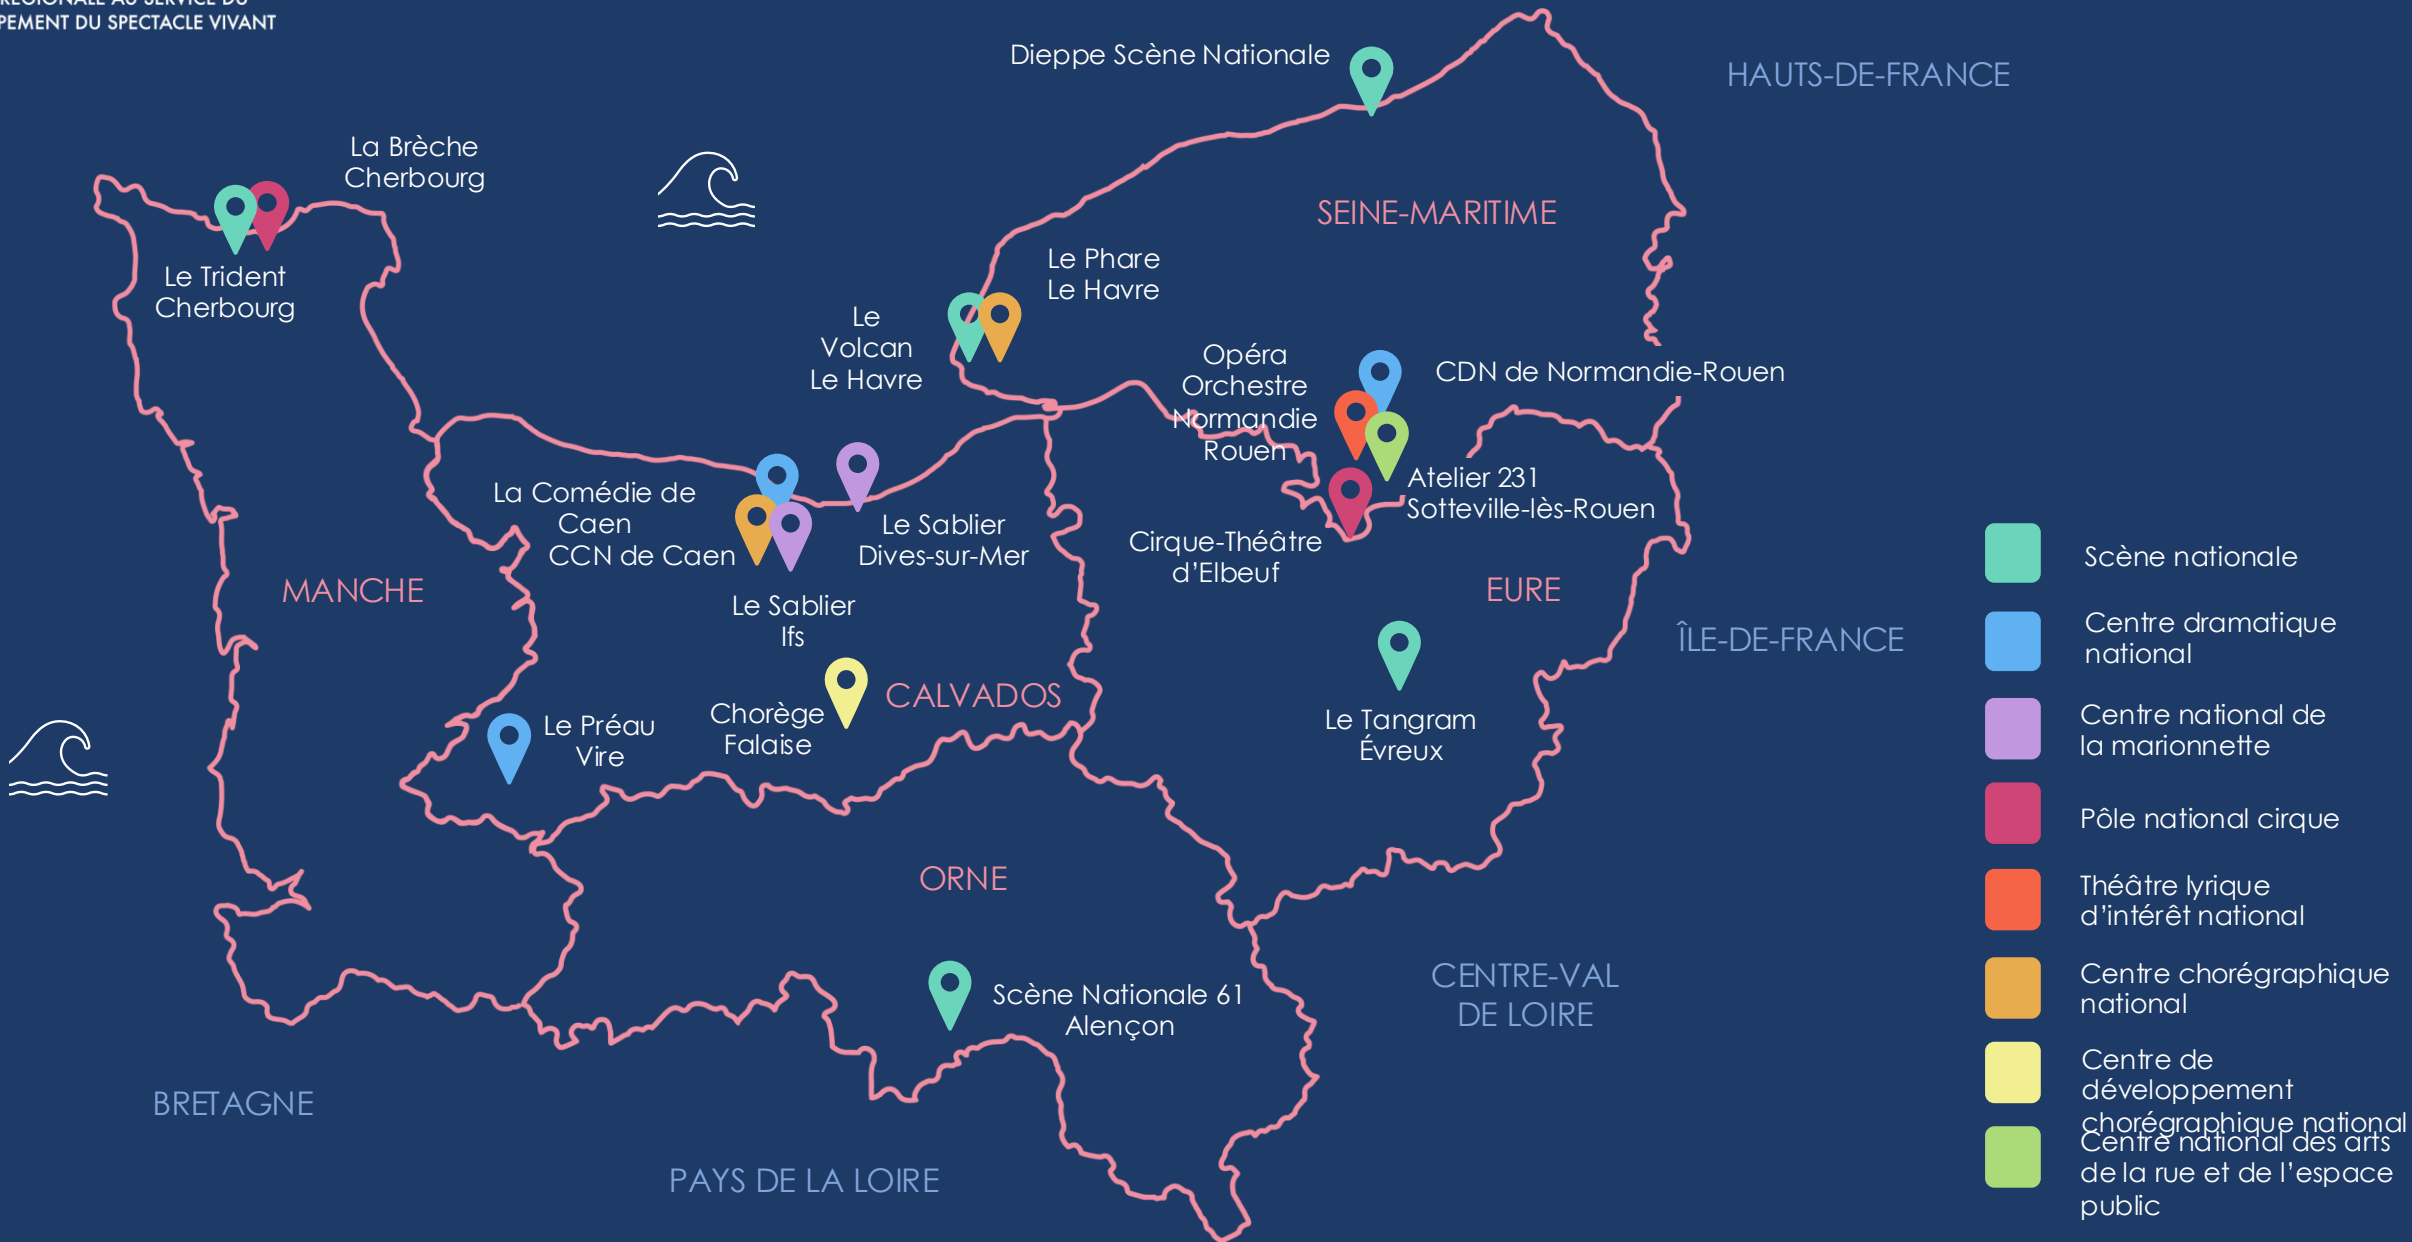 RÉGIONALE AU SERVICE DU
PEMENT DU SPECTACLE VIVANT
Dieppe Scène Nationale
HAUTS-DE-FRANCE
La Brèche
Cherbourg
SEINE-MARITIME
Le Trident
Cherbourg
Le Phare
Le Havre
Le
Volcan
Le Havre
Opéra
Orchestre
Normandie
Rouen
CDN de Normandie-Rouen
Atelier 231
Sotteville-lès-Rouen
La Comédie de
Caen
CCN de Caen
Le Sablier
Dives-sur-Mer
Cirque-Théâtre
d'Elbeuf
MANCHE
EURE
Le Sablier
Ifs
ÎLE-DE-FRANCE
CALVADOS
Chorège
Falaise
Le Préau
Vire
Le Tangram
Évreux
ORNE
Scène Nationale 61
Alençon
CENTRE-VAL
DE LOIRE
BRETAGNE
PAYS DE LA LOIRE
Scène nationale
Centre dramatique
national
Centre national de
la marionnette
Pôle national cirque
Théâtre lyrique
d'intérêt national
Centre chorégraphique
national
Centre de
développement
chorégraphique national
Centre national des arts
de la rue et de l'espace
public